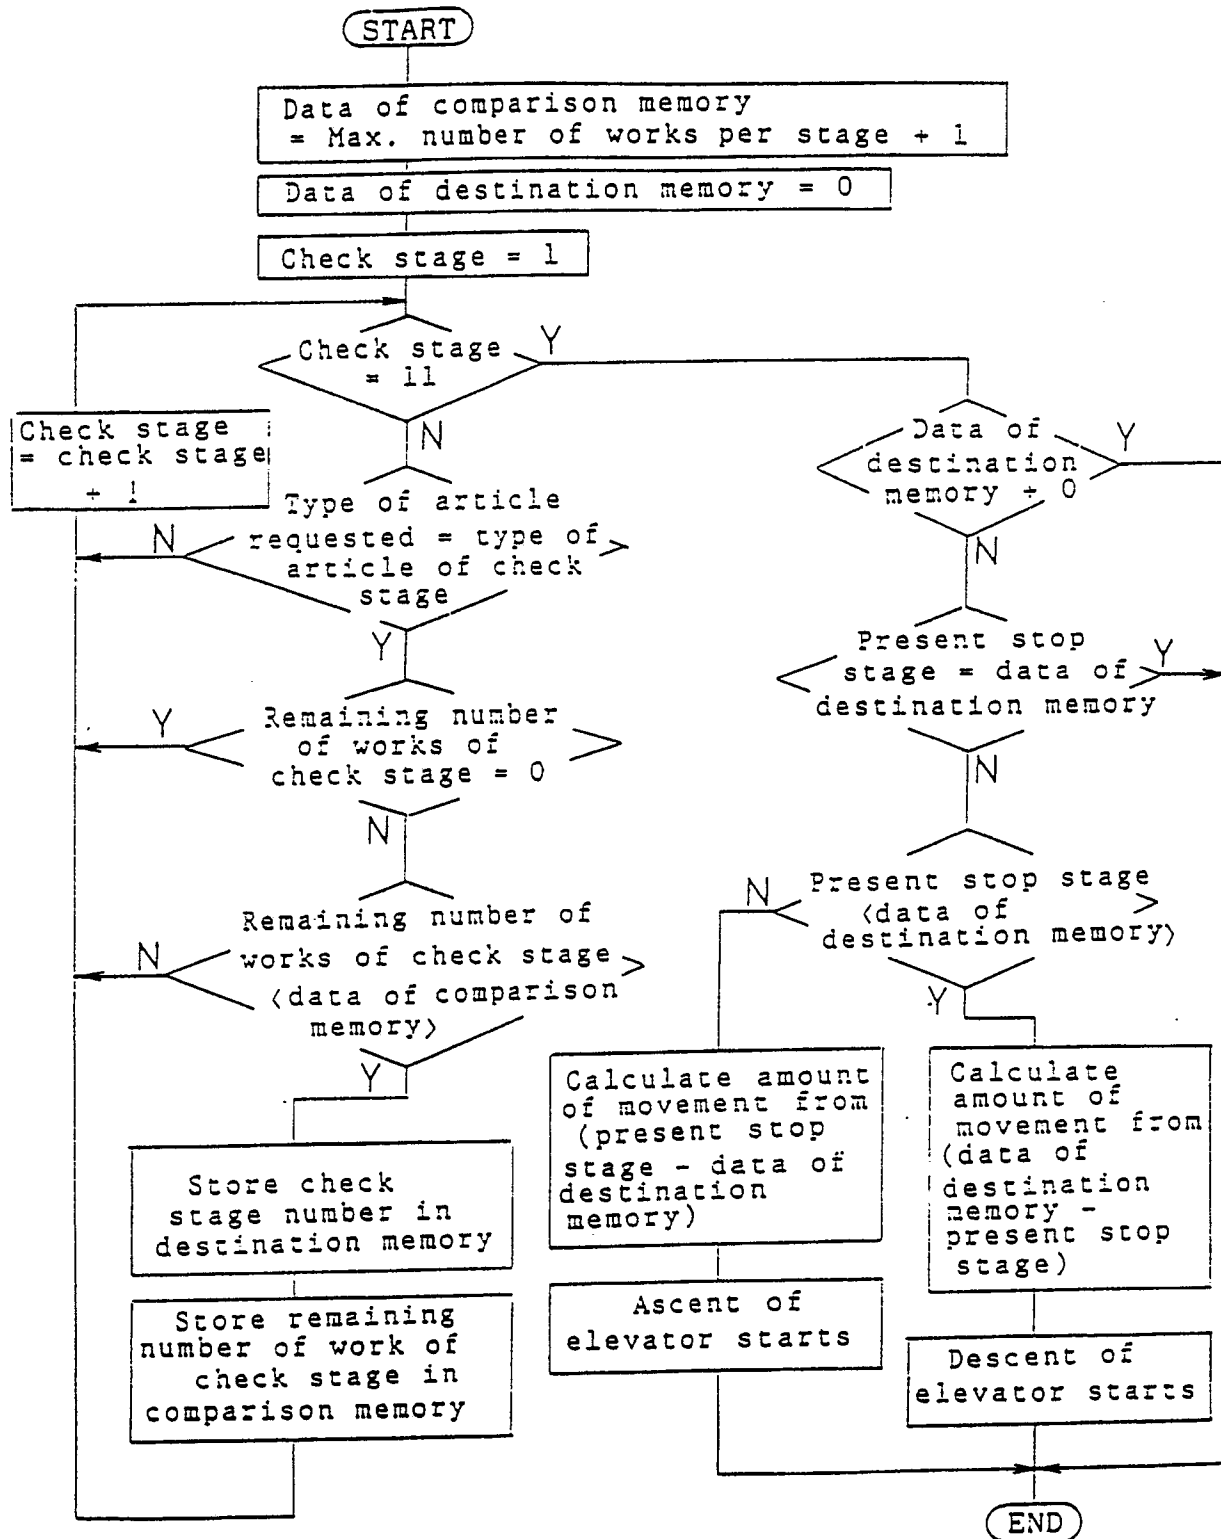 START
Data of comparison memory
= Max. number of works per stage + 1
Data of destination memory = 0
Check stage = 1
Check stage
= 11
Y
N
Check stage
= check stage
+ 1
Type of article
requested = type of
article of check
stage
N
Y
Remaining number
of works of
check stage = 0
Y
N
Remaining number of
works of check stage
<data of comparison
memory>
N
Y
Store check
stage number in
destination memory
Store remaining
number of work of
check stage in
comparison memory
Data of
destination
memory ÷ 0
Y
N
Present stop
stage = data of
destination memory
Y
N
Present stop stage
<data of
destination memory>
N
Y
Calculate amount
of movement from
(present stop
stage - data of
destination
memory)
Ascent of
elevator starts
Calculate
amount of
movement from
(data of
destination
memory -
present stop
stage)
Descent of
elevator starts
END